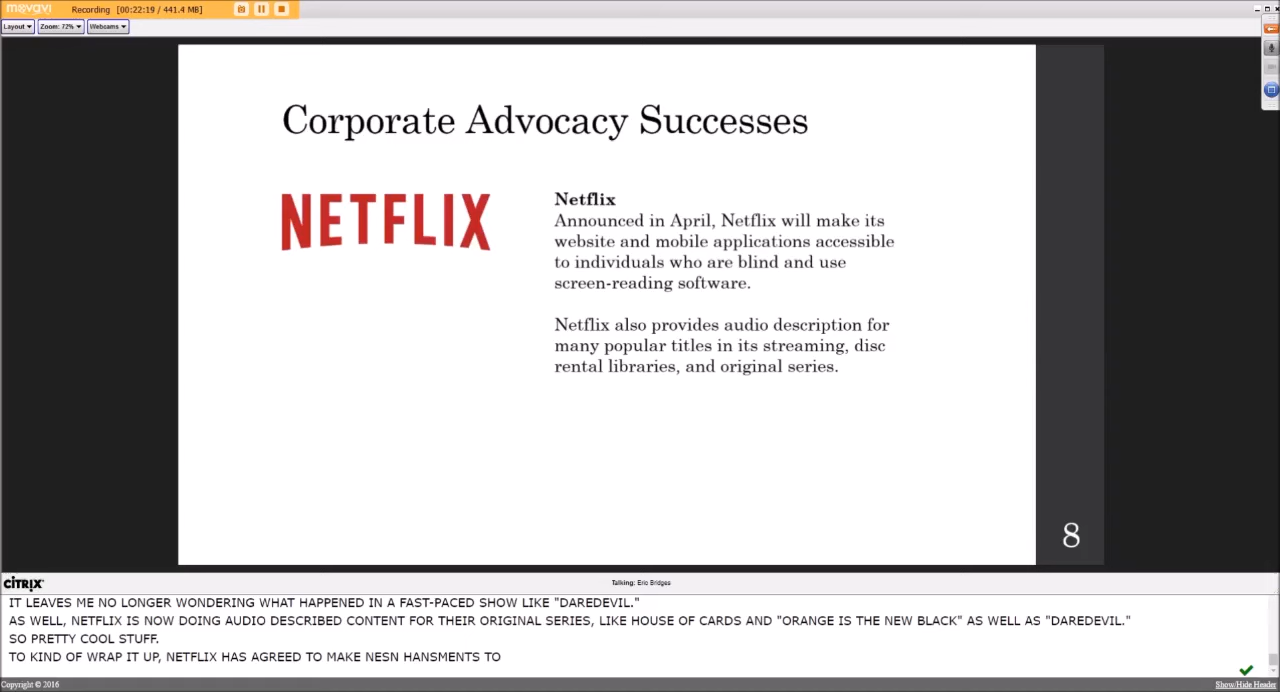 movavi Recording [00:22:19 / 441.4 MB]
Layout Zoom: 72% Webcams
Corporate Advocacy Successes
NETFLIX
Netflix
Announced in April, Netflix will make its
website and mobile applications accessible
to individuals who are blind and use
screen-reading software.
Netflix also provides audio description for
many popular titles in its streaming, disc
rental libraries, and original series.
8
CİTRIX Talking: Eric Bridges
IT LEAVES ME NO LONGER WONDERING WHAT HAPPENED IN A FAST-PACED SHOW LIKE "DAREDEVIL."
AS WELL, NETFLIX IS NOW DOING AUDIO DESCRIBED CONTENT FOR THEIR ORIGINAL SERIES, LIKE HOUSE OF CARDS AND "ORANGE IS THE NEW BLACK" AS WELL AS "DAREDEVIL."
SO PRETTY COOL STUFF.
TO KIND OF WRAP IT UP, NETFLIX HAS AGREED TO MAKE NESN HANSMENTS TO
Copyright © 2016 Show/Hide Header